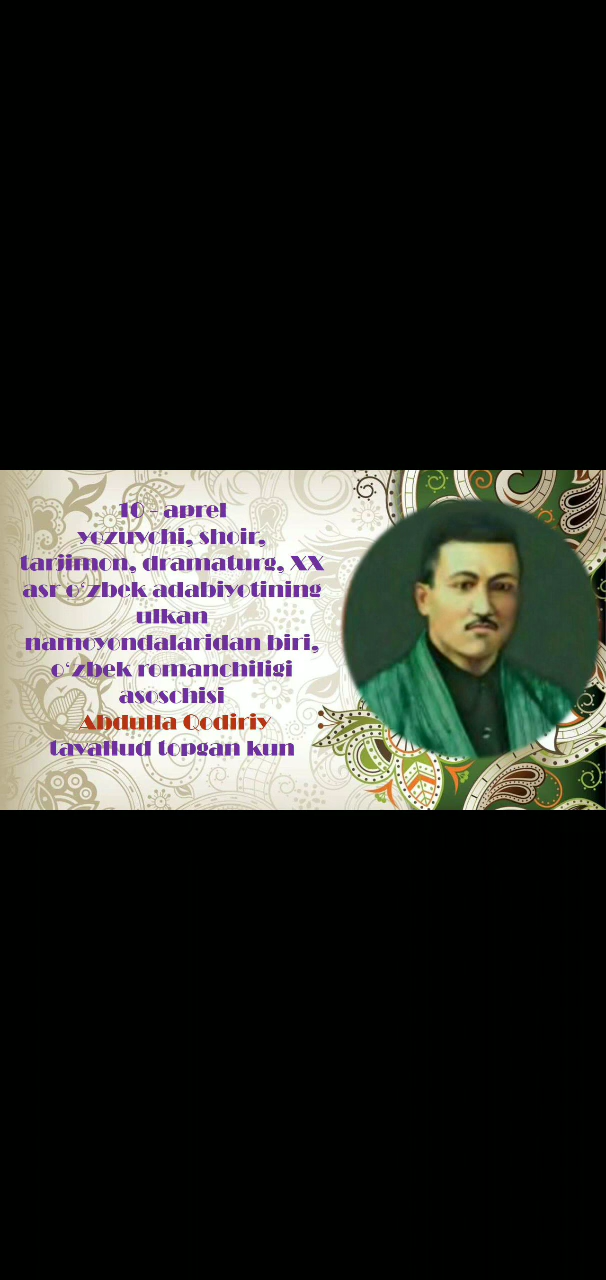 10 - aprel
yozuvchi, shoir,
tarjimon, dramaturg, XX
asr o‘zbek adabiyotining
ulkan
namoyondalaridan biri,
o‘zbek romanchiligi
asoschisi
Abdulla Qodiriy
tavallud topgan kun